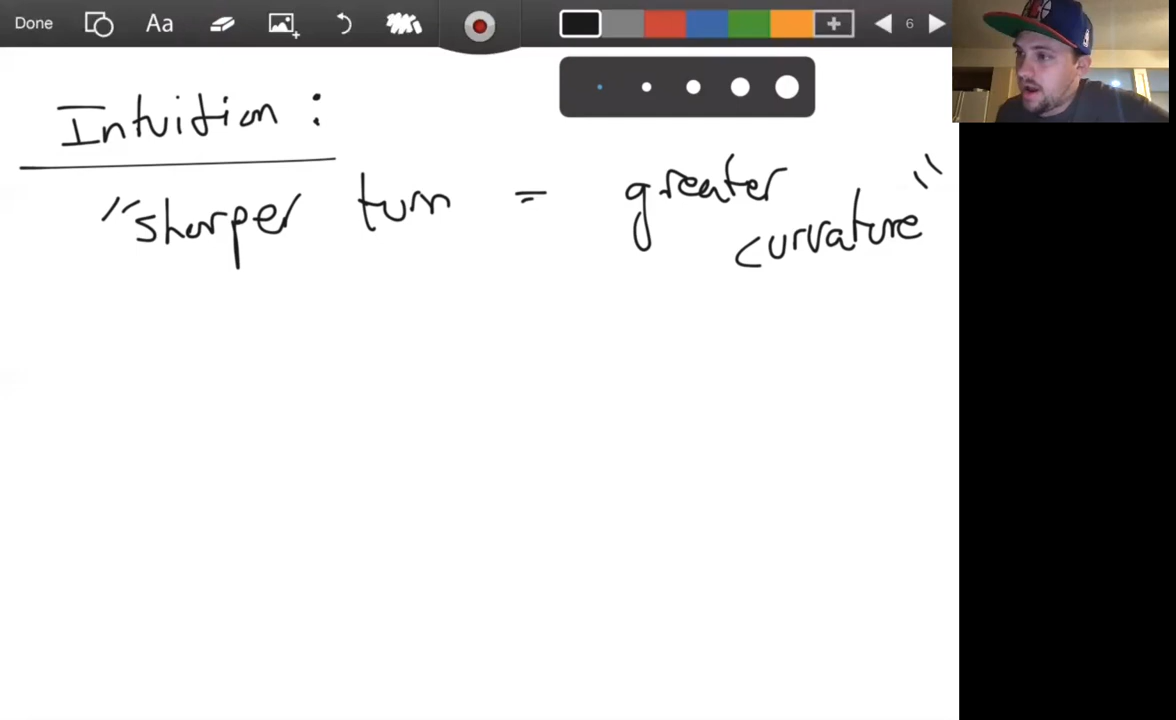 Done Aa 6
Intuition :
"sharper turn = greater
curvature"